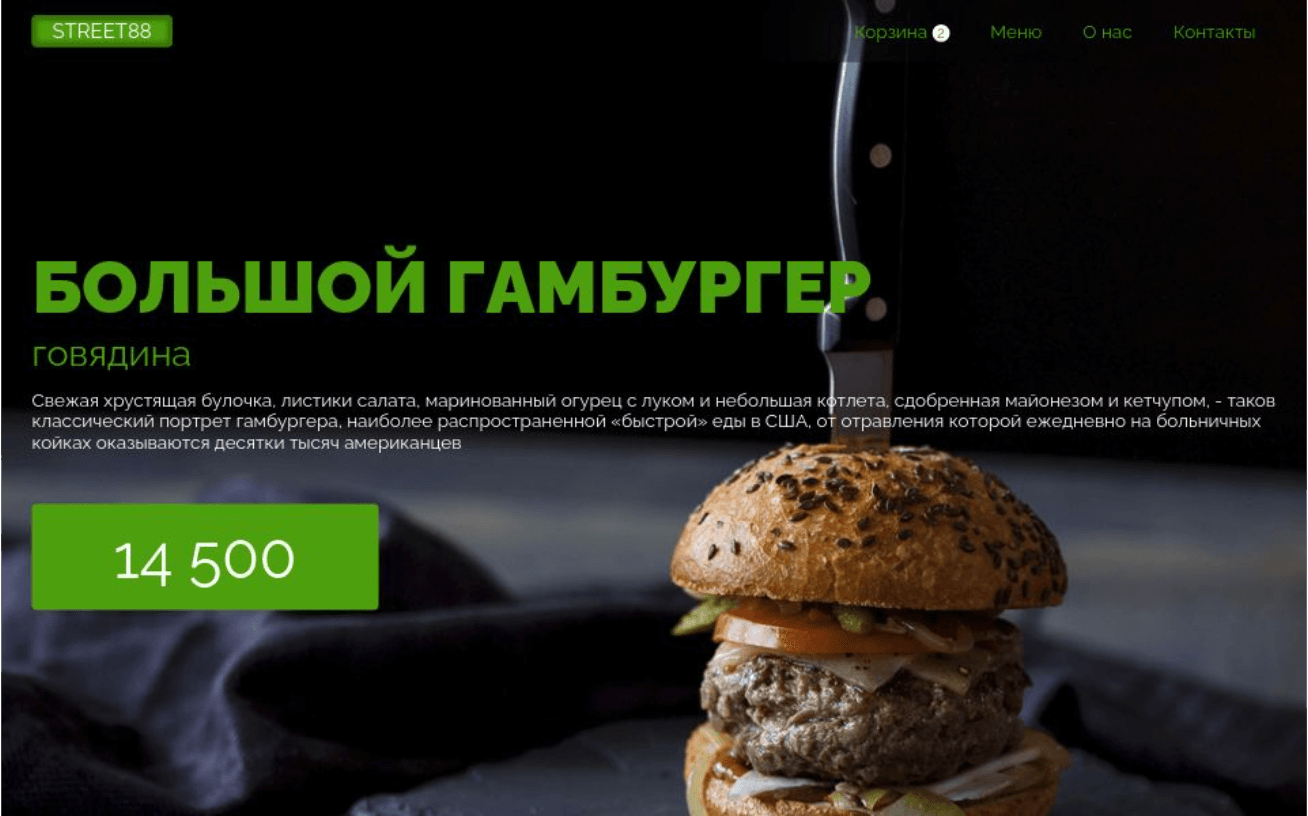 STREET88
Корзина 2 Меню О нас Контакты
БОЛЬШОЙ ГАМБУРГЕР
говядина
Свежая хрустящая булочка, листики салата, маринованный огурец с луком и небольшая котлета, сдобренная майонезом и кетчупом, - таков
классический портрет гамбургера, наиболее распространенной «быстрой» еды в США, от отравления которой ежедневно на больничных
койках оказываются десятки тысяч американцев
14 500